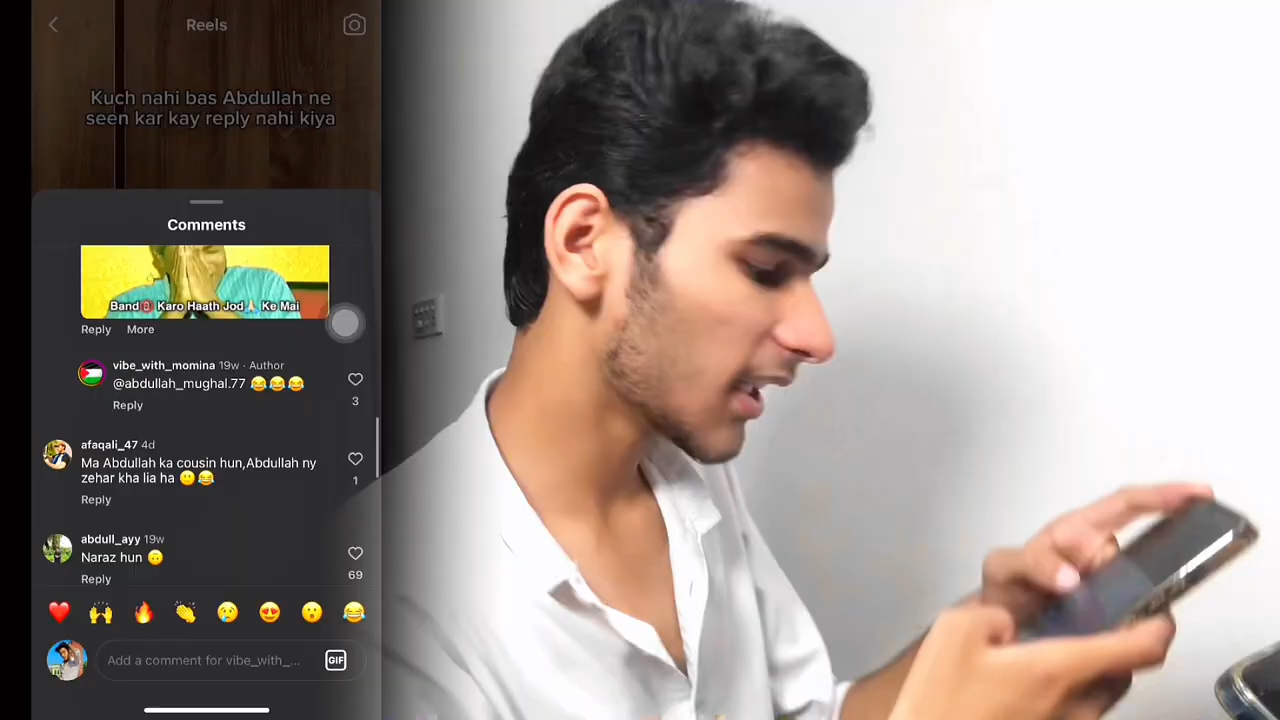 Reels
Kuch nahi bas Abdullah ne
seen kar kay reply nahi kiya
Comments
Band📵 Karo Haath Jod🙏 Ke Mai
Reply More
vibe_with_momina 19w · Author
@abdullah_mughal.77 😂😂😂
3
Reply
afaqali_47 4d
Ma Abdullah ka cousin hun,Abdullah ny
zehar kha lia ha 🙂😂
1
Reply
abdull_ayy 19w
Naraz hun 🙃
69
Reply
Add a comment for vibe_with_...
GIF